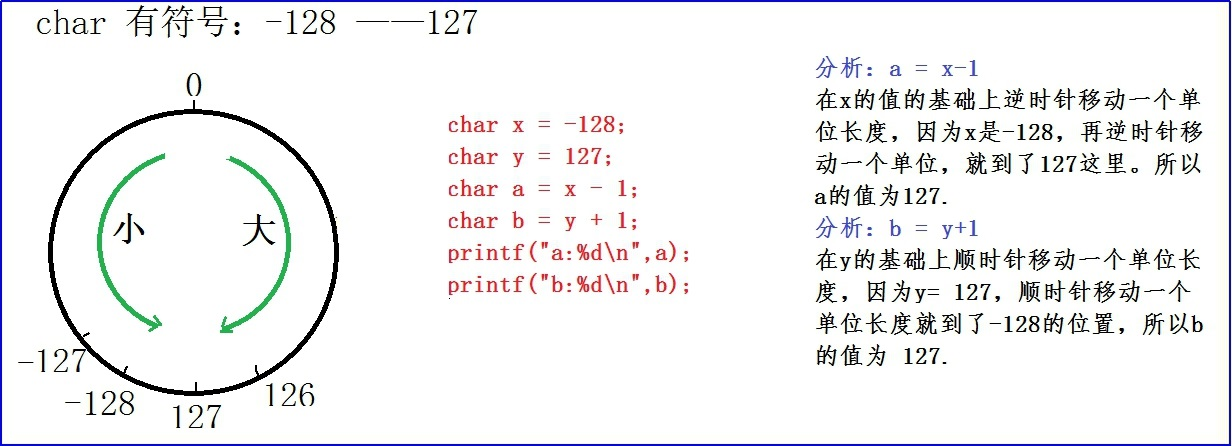 char 有符号: -128 ——127
0
小 大
-127
-128
127
126
char x = -128;
char y = 127;
char a = x - 1;
char b = y + 1;
printf("a:%d\n",a);
printf("b:%d\n",b);
分析: a = x-1
在x的值的基础上逆时针移动一个单
位长度, 因为x是-128, 再逆时针移
动一个单位, 就到了127这里。所以
a的值为127.
分析: b = y+1
在y的基础上顺时针移动一个单位长
度, 因为y= 127, 顺时针移动一个
单位长度就到了-128的位置, 所以b
的值为 127.